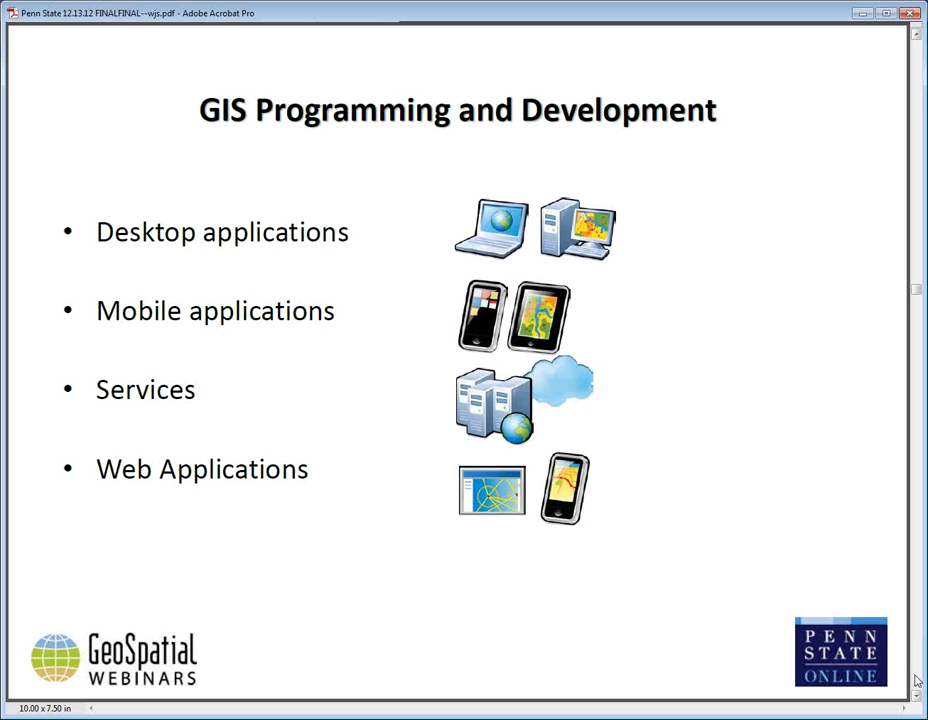 Penn State 12.13.12 FINALFINAL--wjs.pdf - Adobe Acrobat Pro
GIS Programming and Development
• Desktop applications
• Mobile applications
• Services
• Web Applications
GeoSpatial
WEBINARS
PENN
STATE
ONLINE
10.00 x 7.50 in